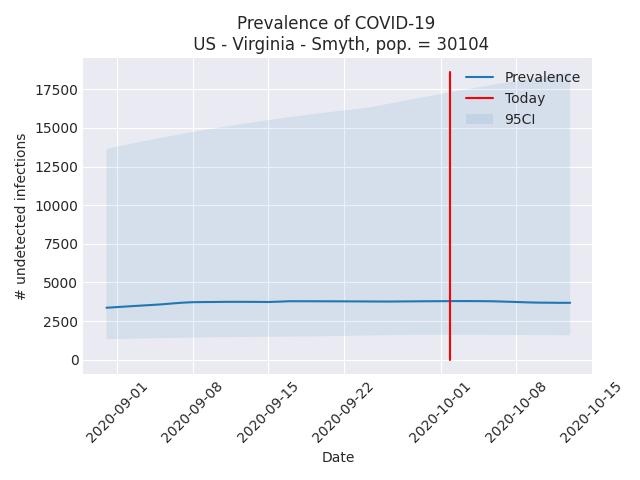 Prevalence of COVID-19
US - Virginia - Smyth, pop. = 30104
Prevalence
Today
95CI
# undetected infections
17500
15000
12500
10000
7500
5000
2500
0
2020-09-01
2020-09-08
2020-09-15
2020-09-22
2020-10-01
2020-10-08
2020-10-15
Date